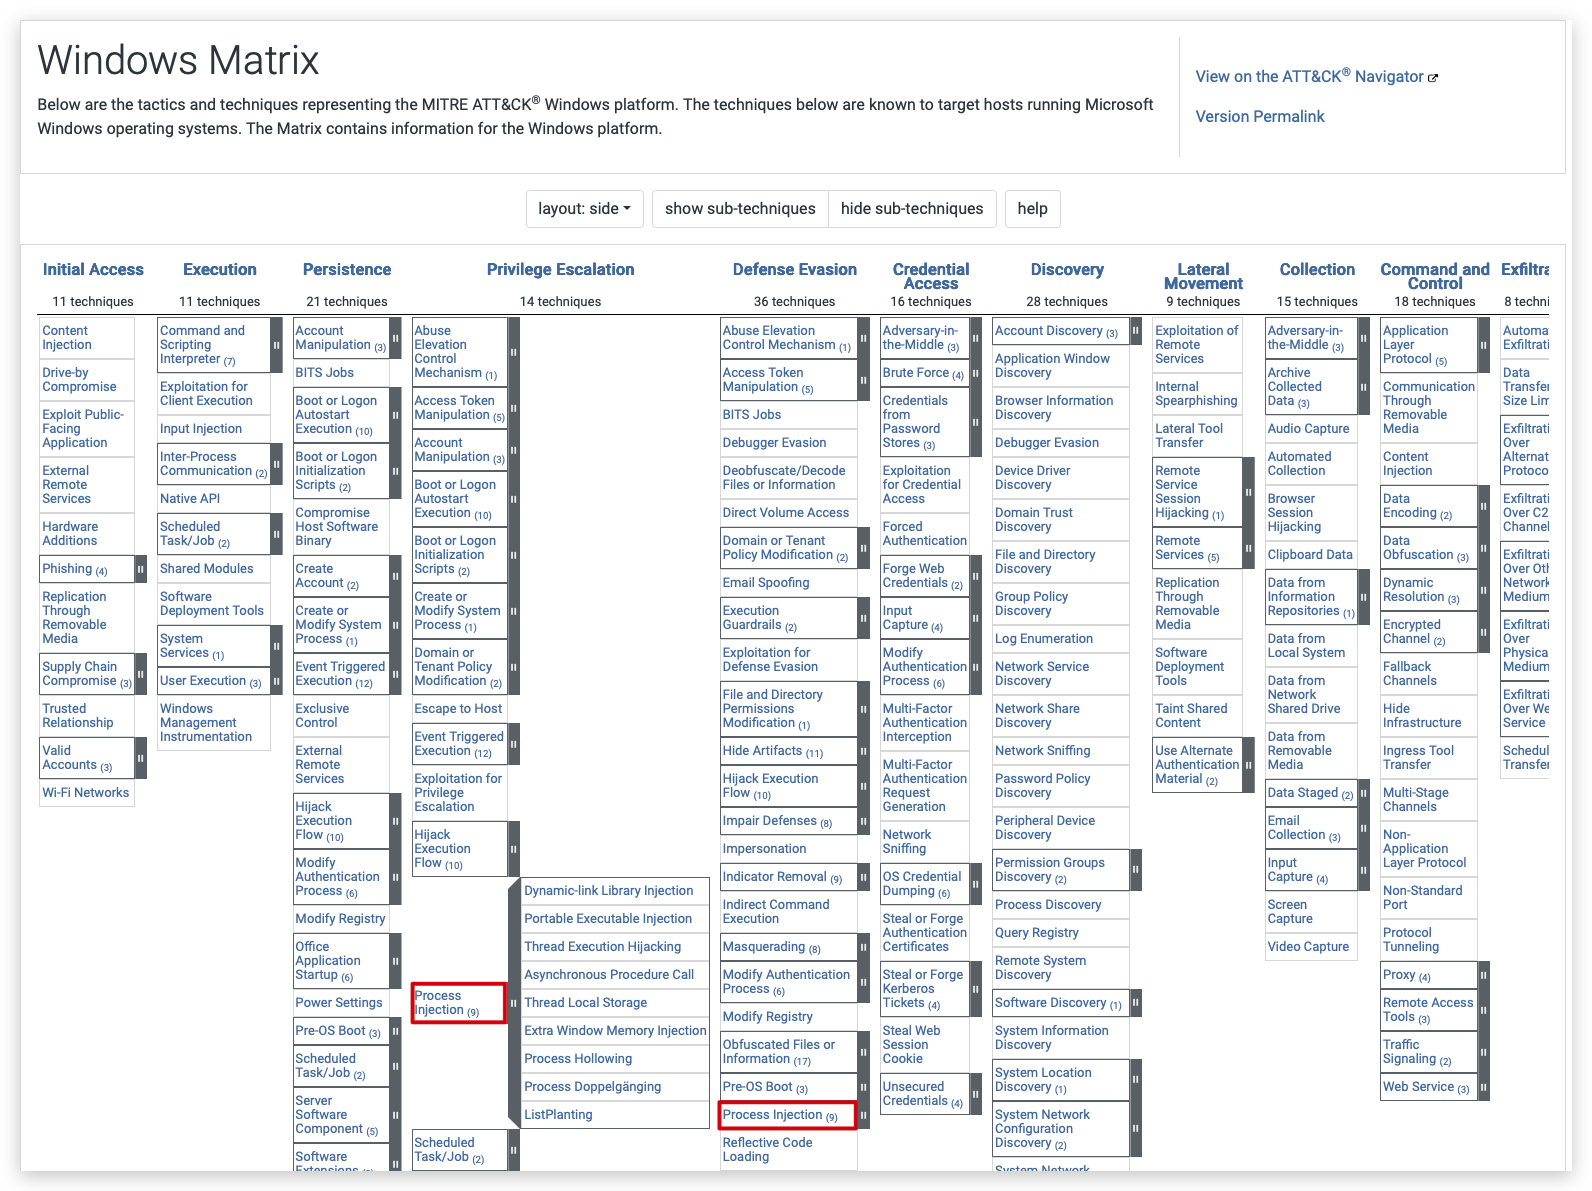 Windows Matrix
Below are the tactics and techniques representing the MITRE ATT&CK® Windows platform. The techniques below are known to target hosts running Microsoft
Windows operating systems. The Matrix contains information for the Windows platform.
View on the ATT&CK® Navigator
Version Permalink
layout: side
show sub-techniques
hide sub-techniques
help
Initial Access
11 techniques
Content
Injection
Drive-by
Compromise
Exploit Public-
Facing
Application
External
Remote
Services
Hardware
Additions
Phishing (4)
Replication
Through
Removable
Media
Supply Chain
Compromise (3)
Trusted
Relationship
Valid
Accounts (3)
Wi-Fi Networks
Execution
11 techniques
Command and
Scripting
Interpreter (7)
Exploitation for
Client Execution
Input Injection
Inter-Process
Communication (2)
Native API
Scheduled
Task/Job (2)
Shared Modules
Software
Deployment Tools
System
Services (1)
User Execution (3)
Windows
Management
Instrumentation
Persistence
21 techniques
Account
Manipulation (3)
BITS Jobs
Boot or Logon
Autostart
Execution (10)
Boot or Logon
Initialization
Scripts (2)
Compromise
Host Software
Binary
Create
Account (2)
Create or
Modify System
Process (1)
Event Triggered
Execution (12)
Exclusive
Control
External
Remote
Services
Hijack
Execution
Flow (10)
Modify
Authentication
Process (6)
Modify Registry
Office
Application
Startup (6)
Power Settings
Pre-OS Boot (3)
Scheduled
Task/Job (2)
Server
Software
Component (5)
Software
Extensions
Privilege Escalation
14 techniques
Abuse
Elevation
Control
Mechanism (1)
Access Token
Manipulation (5)
Account
Manipulation (3)
Boot or Logon
Autostart
Execution (10)
Boot or Logon
Initialization
Scripts (2)
Create or
Modify System
Process (1)
Domain or
Tenant Policy
Modification (2)
Escape to Host
Event Triggered
Execution (12)
Exploitation for
Privilege
Escalation
Hijack
Execution
Flow (10)
Process
Injection (9)
Dynamic-link Library Injection
Portable Executable Injection
Thread Execution Hijacking
Asynchronous Procedure Call
Thread Local Storage
Extra Window Memory Injection
Process Hollowing
Process Doppelgänging
ListPlanting
Scheduled
Task/Job (2)
Defense Evasion
36 techniques
Abuse Elevation
Control Mechanism (1)
Access Token
Manipulation (5)
BITS Jobs
Debugger Evasion
Deobfuscate/Decode
Files or Information
Direct Volume Access
Domain or Tenant
Policy Modification (2)
Email Spoofing
Execution
Guardrails (2)
Exploitation for
Defense Evasion
File and Directory
Permissions
Modification (1)
Hide Artifacts (11)
Hijack Execution
Flow (10)
Impair Defenses (8)
Impersonation
Indicator Removal (9)
Indirect Command
Execution
Masquerading (8)
Modify Authentication
Process (6)
Modify Registry
Obfuscated Files or
Information (17)
Pre-OS Boot (3)
Process Injection (9)
Reflective Code
Loading
Credential
Access
16 techniques
Adversary-in-
the-Middle (3)
Brute Force (4)
Credentials
from
Password
Stores (3)
Exploitation
for Credential
Access
Forced
Authentication
Forge Web
Credentials (2)
Input
Capture (4)
Modify
Authentication
Process (6)
Multi-Factor
Authentication
Interception
Multi-Factor
Authentication
Request
Generation
Network
Sniffing
OS Credential
Dumping (6)
Steal or Forge
Authentication
Certificates
Steal or Forge
Kerberos
Tickets (4)
Steal Web
Session
Cookie
Unsecured
Credentials (4)
Discovery
28 techniques
Account Discovery (3)
Application Window
Discovery
Browser Information
Discovery
Debugger Evasion
Device Driver
Discovery
Domain Trust
Discovery
File and Directory
Discovery
Group Policy
Discovery
Log Enumeration
Network Service
Discovery
Network Share
Discovery
Network Sniffing
Password Policy
Discovery
Peripheral Device
Discovery
Permission Groups
Discovery (2)
Process Discovery
Query Registry
Remote System
Discovery
Software Discovery (1)
System Information
Discovery
System Location
Discovery (1)
System Network
Configuration
Discovery (2)
System Network
Lateral
Movement
9 techniques
Exploitation of
Remote
Services
Internal
Spearphishing
Lateral Tool
Transfer
Remote
Service
Session
Hijacking (1)
Remote
Services (5)
Replication
Through
Removable
Media
Software
Deployment
Tools
Taint Shared
Content
Use Alternate
Authentication
Material (2)
Collection
15 techniques
Adversary-in-
the-Middle (3)
Archive
Collected
Data (3)
Audio Capture
Automated
Collection
Browser
Session
Hijacking
Clipboard Data
Data from
Information
Repositories (1)
Data from
Local System
Data from
Network
Shared Drive
Data from
Removable
Media
Data Staged (2)
Email
Collection (3)
Input
Capture (4)
Screen
Capture
Video Capture
Command and
Control
18 techniques
Application
Layer
Protocol (5)
Communication
Through
Removable
Media
Content
Injection
Data
Encoding (2)
Data
Obfuscation (3)
Dynamic
Resolution (3)
Encrypted
Channel (2)
Fallback
Channels
Hide
Infrastructure
Ingress Tool
Transfer
Multi-Stage
Channels
Non-
Application
Layer Protocol
Non-Standard
Port
Protocol
Tunneling
Proxy (4)
Remote Access
Tools (3)
Traffic
Signaling (2)
Web Service (3)
Exfiltra
8 techni
Automa
Exfiltrati
Data
Transfer
Size Lim
Exfiltrati
Over
Alternat
Protoco
Exfiltrati
Over C2
Channel
Exfiltrati
Over Oth
Network
Medium
Exfiltrati
Over
Physica
Medium
Exfiltrati
Over We
Service
Schedul
Transfer